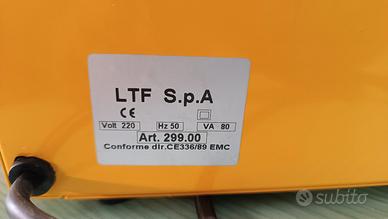 LTF S.p.A
CE
Volt 220 Hz 50 VA 80
Art. 299.00
Conforme dir.CE336/89 EMC
subito